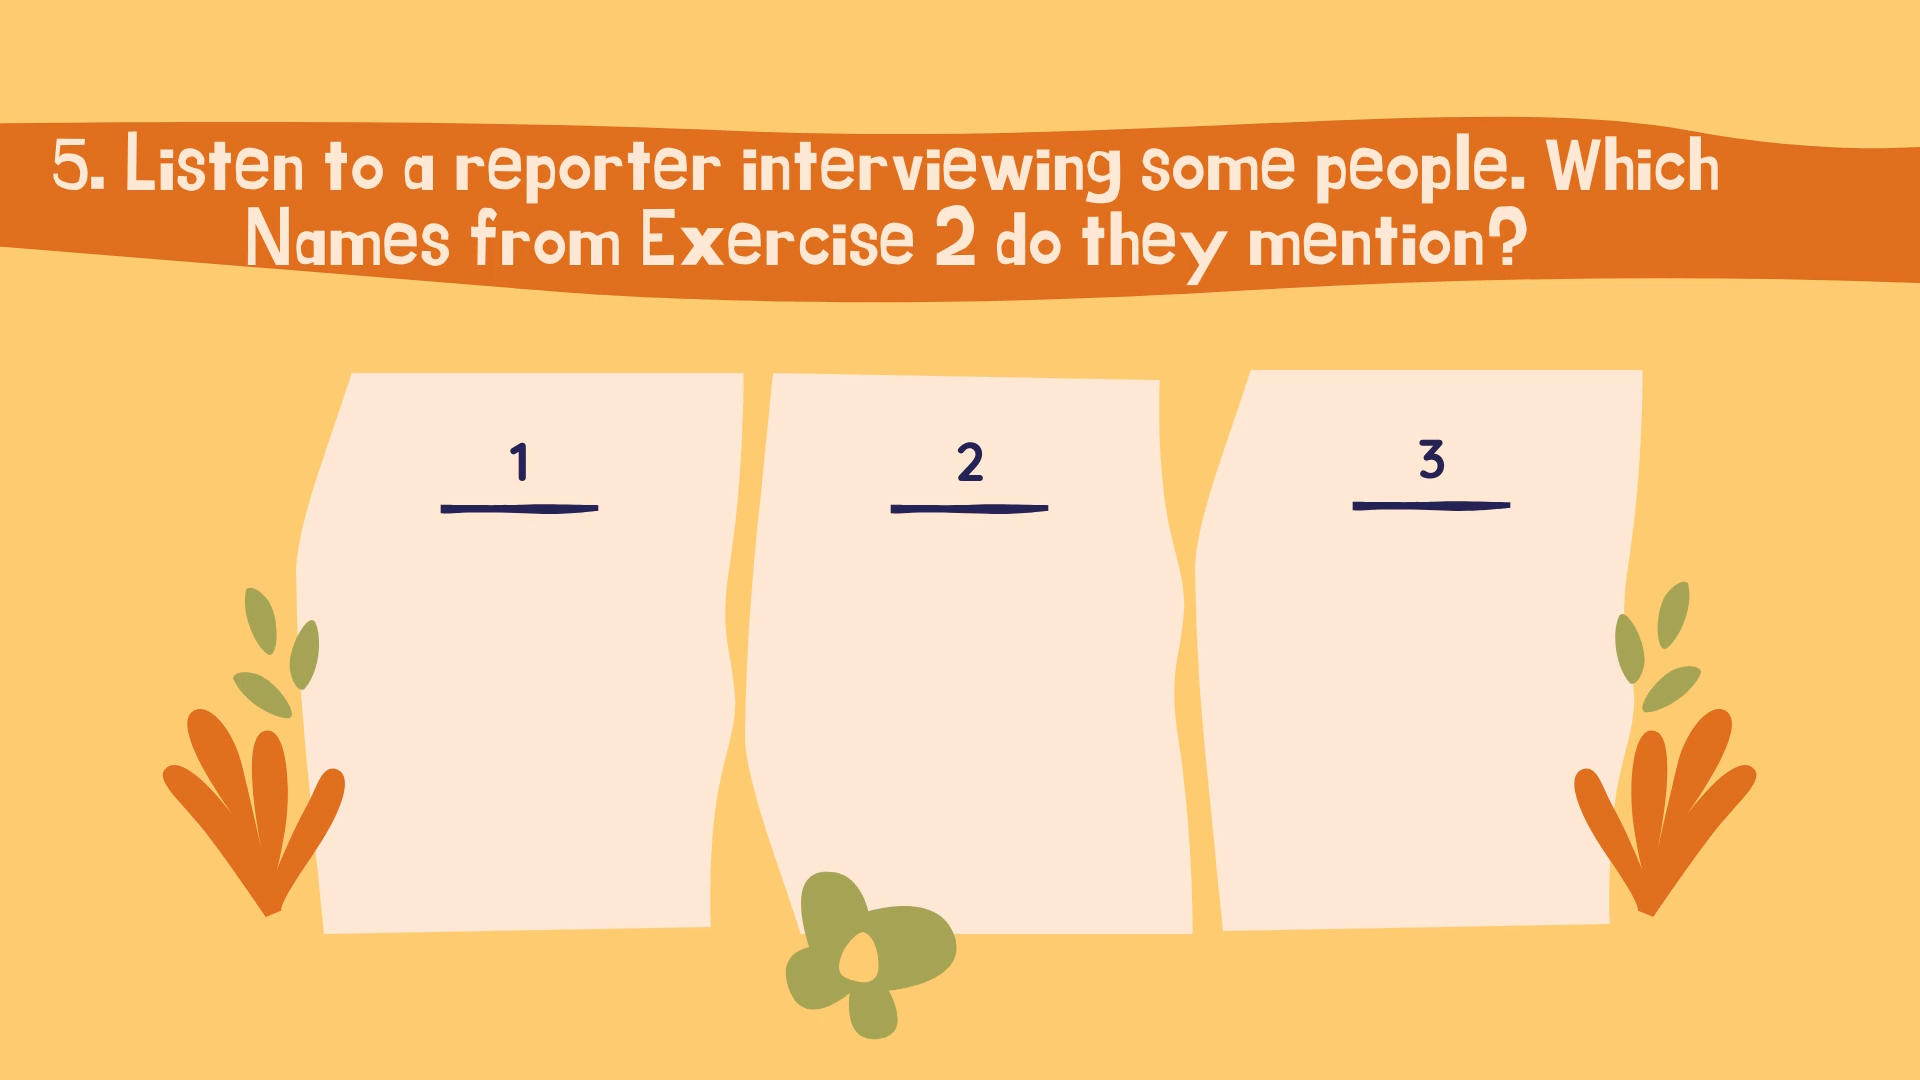 5. Listen to a reporter interviewing some people. Which
Names from Exercise 2 do they mention?
1
2
3